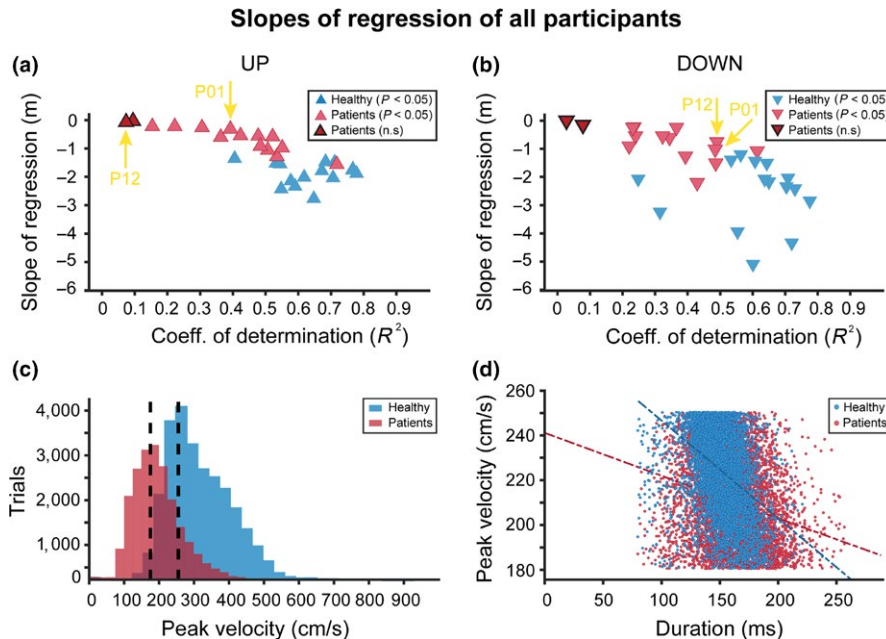 Slopes of regression of all participants
(a)
UP
P01
Healthy (P < 0.05)
Patients (P < 0.05)
Patients (n.s)
P12
Slope of regression (m)
0
–1
–2
–3
–4
–5
–6
0 0.1 0.2 0.3 0.4 0.5 0.6 0.7 0.8 0.9
Coeff. of determination (R²)
(b)
DOWN
P12 P01
Healthy (P < 0.05)
Patients (P < 0.05)
Patients (n.s)
Slope of regression (m)
0
–1
–2
–3
–4
–5
–6
0 0.1 0.2 0.3 0.4 0.5 0.6 0.7 0.8 0.9
Coeff. of determination (R²)
(c)
Healthy
Patients
Trials
4,000
3,000
2,000
1,000
0
0 100 200 300 400 500 600 700 800 900
Peak velocity (cm/s)
(d)
Healthy
Patients
Peak velocity (cm/s)
260
240
220
200
180
0 50 100 150 200 250
Duration (ms)